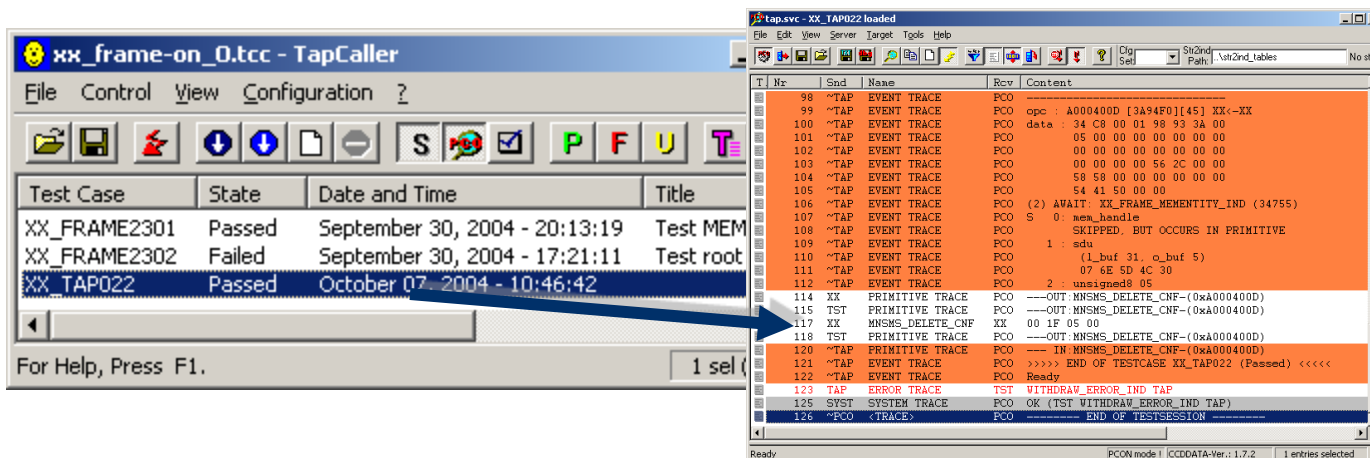 xx_frame-on_0.tcc - TapCaller
File Control View Configuration ?
S PCO P F U T
Test Case State Date and Time Title
XX_FRAME2301 Passed September 30, 2004 - 20:13:19 Test MEM
XX_FRAME2302 Failed September 30, 2004 - 17:21:11 Test root
XX_TAP022 Passed October 07, 2004 - 10:46:42
For Help, Press F1.
1 sel (
tap.svc - XX_TAP022 loaded
File Edit View Server Target Tools Help
Cfg Set: Str2ind Path: ..\str2ind_tables No st
T. Nr Snd Name Rcv Content
98 ~TAP EVENT TRACE PCO ------------------------------
99 ~TAP EVENT TRACE PCO opc : A000400D [3A94F0][45] XX<-XX
100 ~TAP EVENT TRACE PCO data : 34 C8 00 01 98 93 3A 00
101 ~TAP EVENT TRACE PCO 05 00 00 00 00 00 00 00
102 ~TAP EVENT TRACE PCO 00 00 00 00 00 00 00 00
103 ~TAP EVENT TRACE PCO 00 00 00 00 56 2C 00 00
104 ~TAP EVENT TRACE PCO 58 58 00 00 00 00 00 00
105 ~TAP EVENT TRACE PCO 54 41 50 00 00
106 ~TAP EVENT TRACE PCO (2) AWAIT: XX_FRAME_MEMENTITY_IND (34755)
107 ~TAP EVENT TRACE PCO S 0: mem_handle
108 ~TAP EVENT TRACE PCO SKIPPED, BUT OCCURS IN PRIMITIVE
109 ~TAP EVENT TRACE PCO 1 : sdu
110 ~TAP EVENT TRACE PCO (l_buf 31, o_buf 5)
111 ~TAP EVENT TRACE PCO 07 6E 5D 4C 30
112 ~TAP EVENT TRACE PCO 2 : unsigned8 05
114 XX PRIMITIVE TRACE PCO ---OUT:MNSMS_DELETE_CNF-(0xA000400D)
115 TST PRIMITIVE TRACE PCO ---OUT:MNSMS_DELETE_CNF-(0xA000400D)
117 XX MNSMS_DELETE_CNF XX 00 1F 05 00
118 TST PRIMITIVE TRACE PCO ---OUT:MNSMS_DELETE_CNF-(0xA000400D)
120 ~TAP PRIMITIVE TRACE PCO --- IN:MNSMS_DELETE_CNF-(0xA000400D)
121 ~TAP EVENT TRACE PCO >>>>> END OF TESTCASE XX_TAP022 (Passed) <<<<<
122 ~TAP EVENT TRACE PCO Ready
123 TAP ERROR TRACE TST WITHDRAW_ERROR_IND TAP
125 SYST SYSTEM TRACE PCO OK (TST WITHDRAW_ERROR_IND TAP)
126 ~PCO <TRACE> PCO -------- END OF TESTSESSION --------
Ready PCON mode ! CCDDATA-Ver.: 1.7.2 1 entries selected